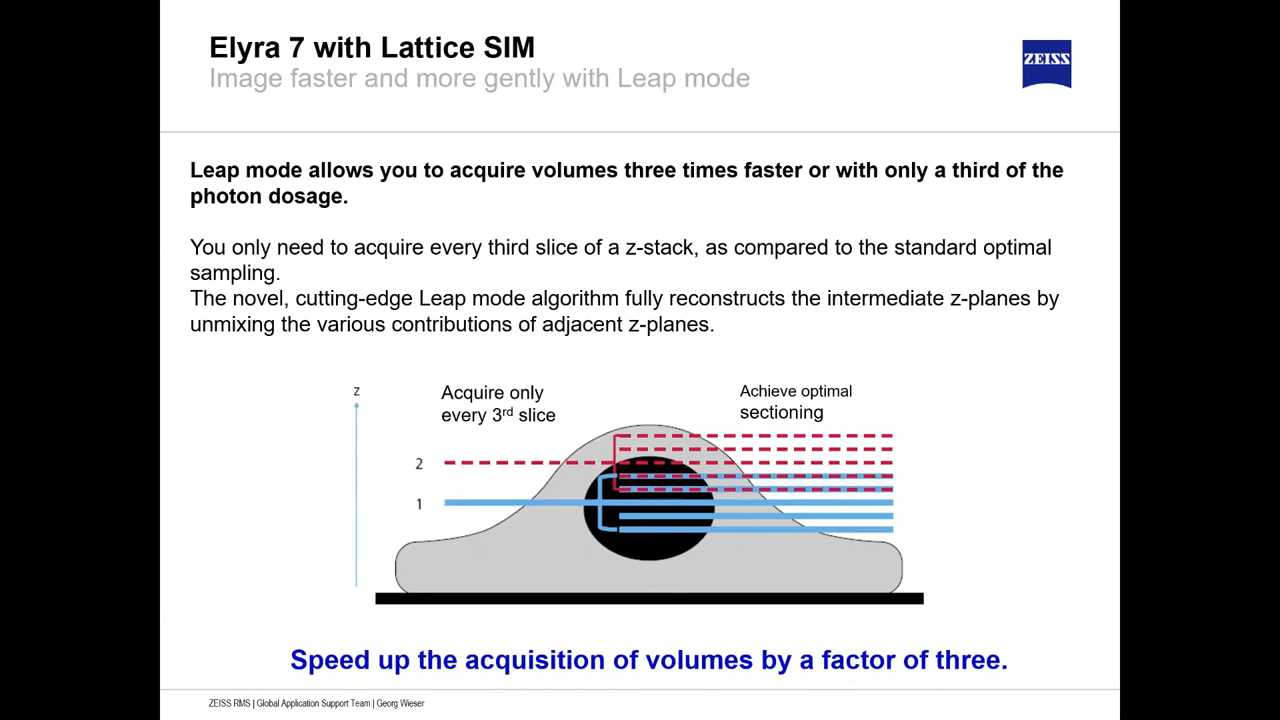 Elyra 7 with Lattice SIM
Image faster and more gently with Leap mode
ZEISS
Leap mode allows you to acquire volumes three times faster or with only a third of the
photon dosage.
You only need to acquire every third slice of a z-stack, as compared to the standard optimal
sampling.
The novel, cutting-edge Leap mode algorithm fully reconstructs the intermediate z-planes by
unmixing the various contributions of adjacent z-planes.
z
Acquire only
every 3rd slice
Achieve optimal
sectioning
2
1
Speed up the acquisition of volumes by a factor of three.
ZEISS RMS | Global Application Support Team | Georg Wieser